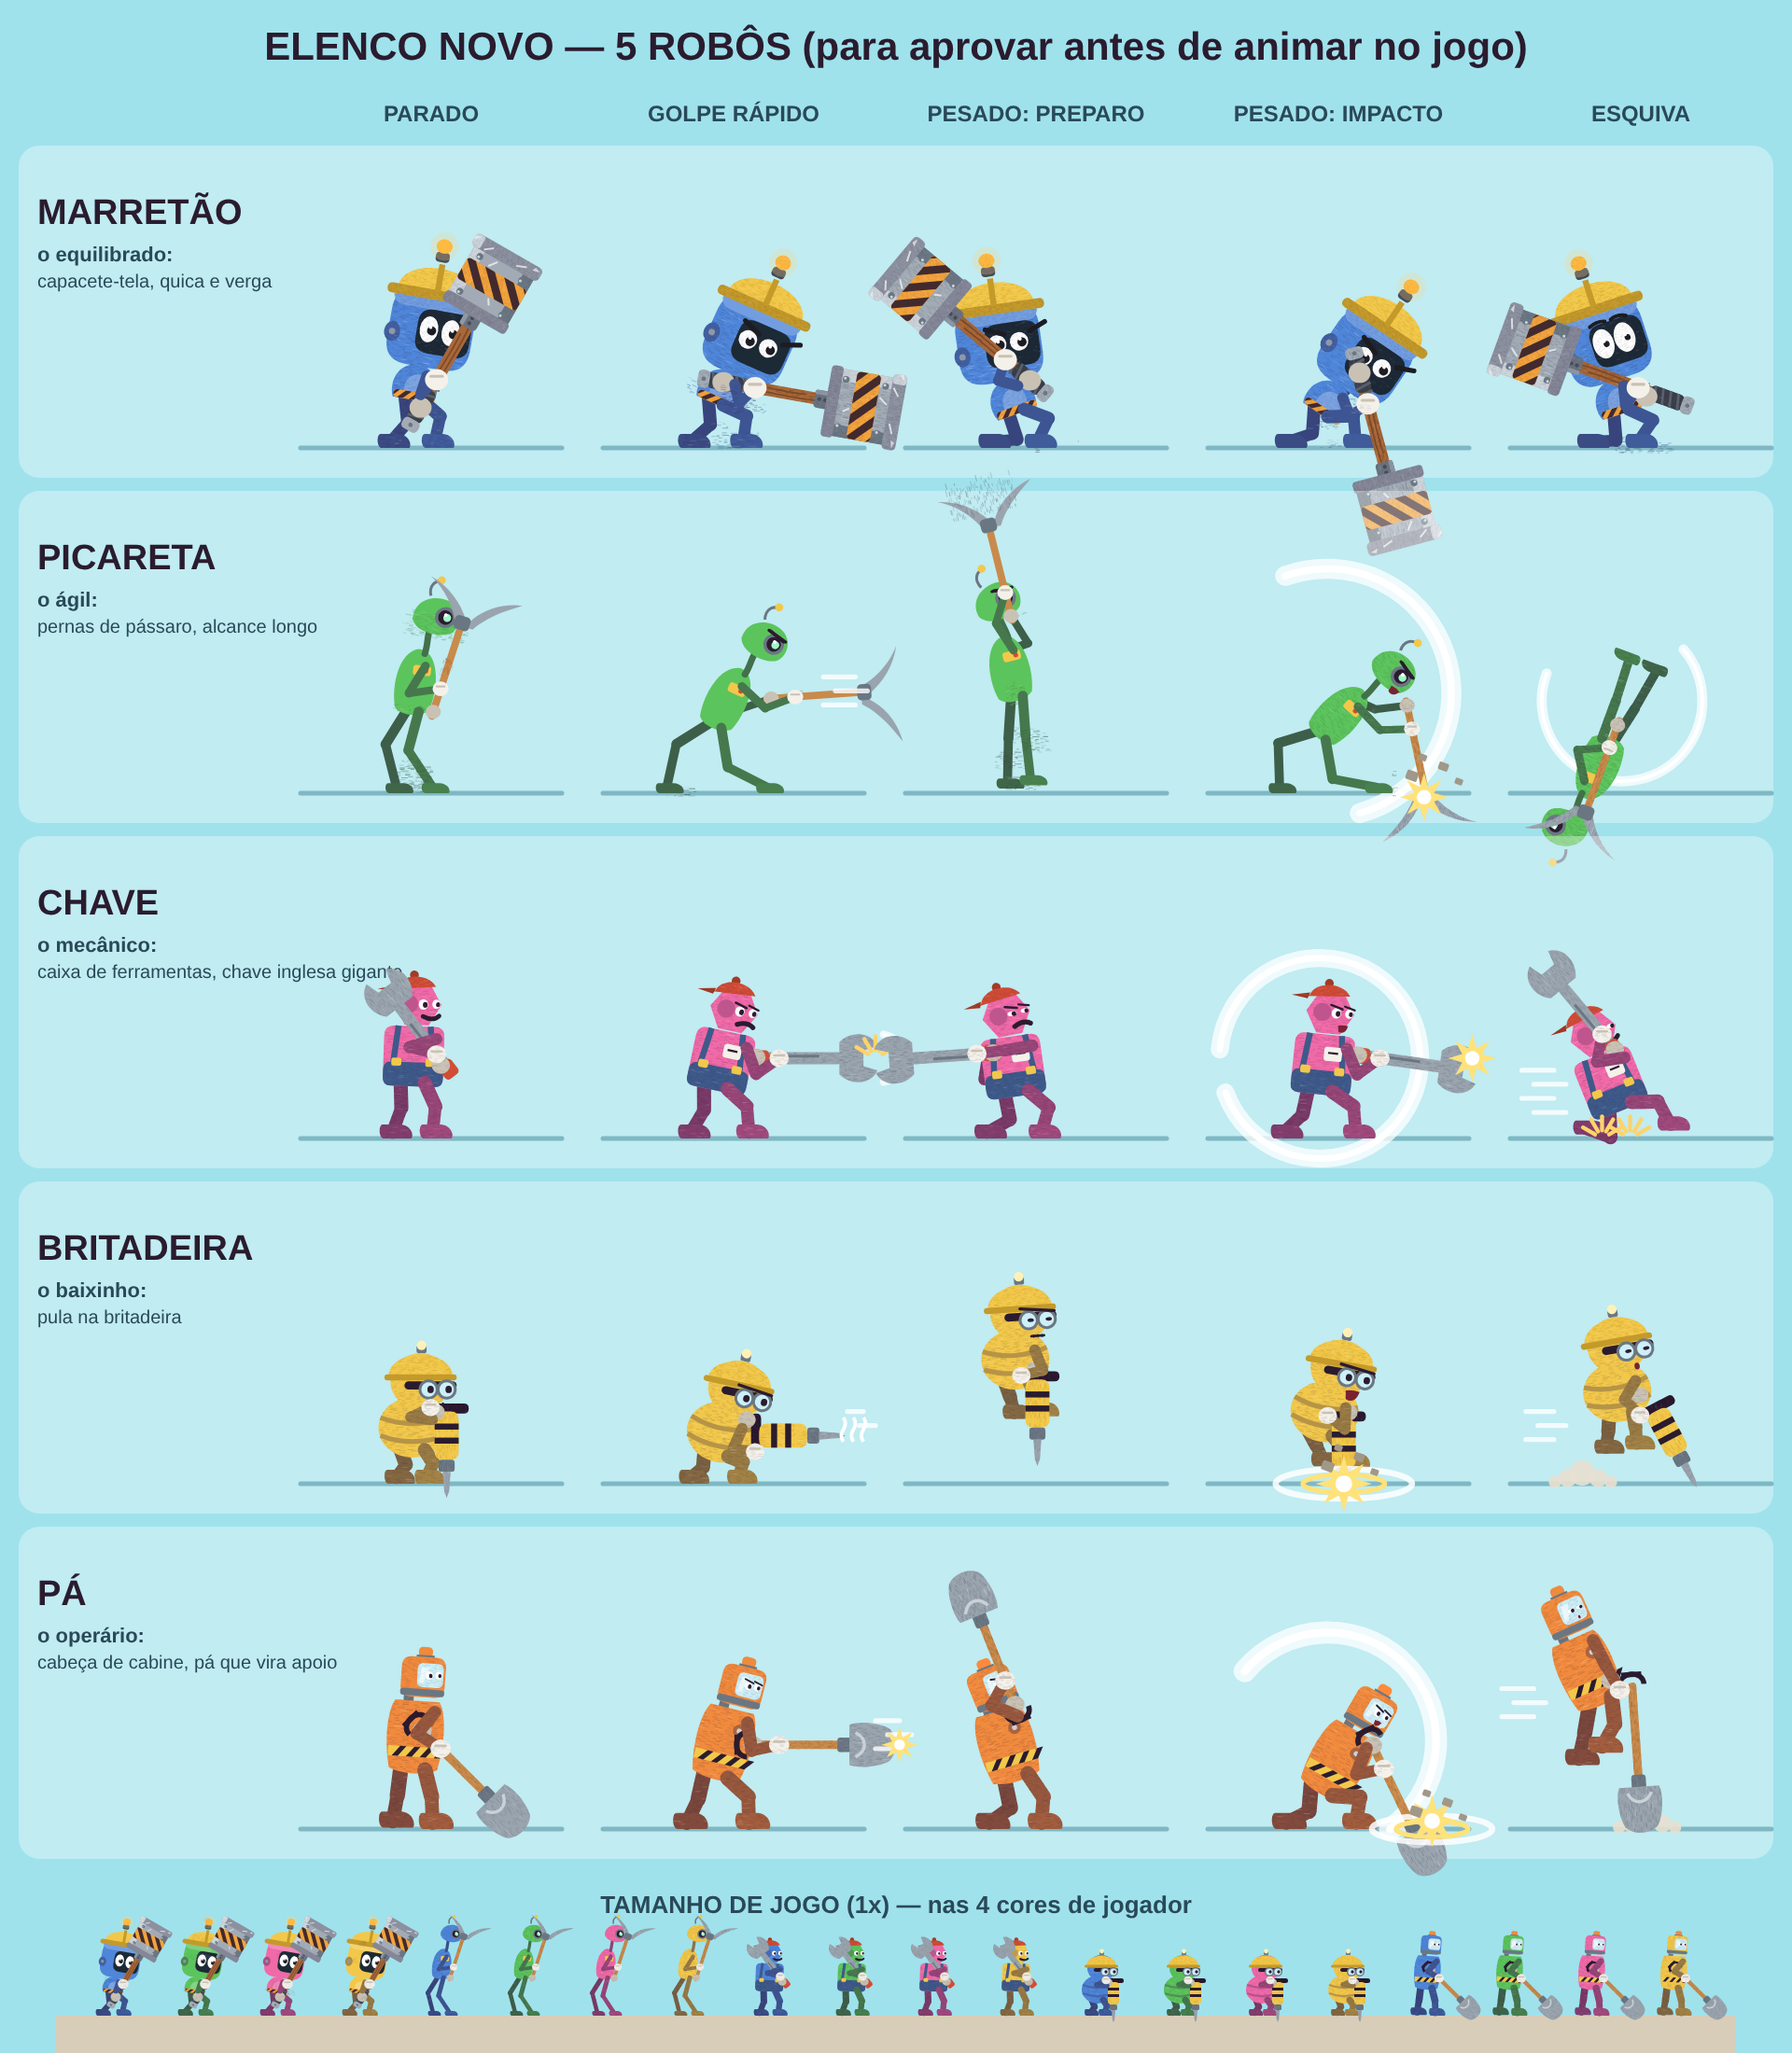 ELENCO NOVO — 5 ROBÔS (para aprovar antes de animar no jogo)
PARADO
GOLPE RÁPIDO
PESADO: PREPARO
PESADO: IMPACTO
ESQUIVA
MARRETÃO
o equilibrado:
capacete-tela, quica e verga
PICARETA
o ágil:
pernas de pássaro, alcance longo
CHAVE
o mecânico:
caixa de ferramentas, chave inglesa gigante
BRITADEIRA
o baixinho:
pula na britadeira
PÁ
o operário:
cabeça de cabine, pá que vira apoio
TAMANHO DE JOGO (1x) — nas 4 cores de jogador